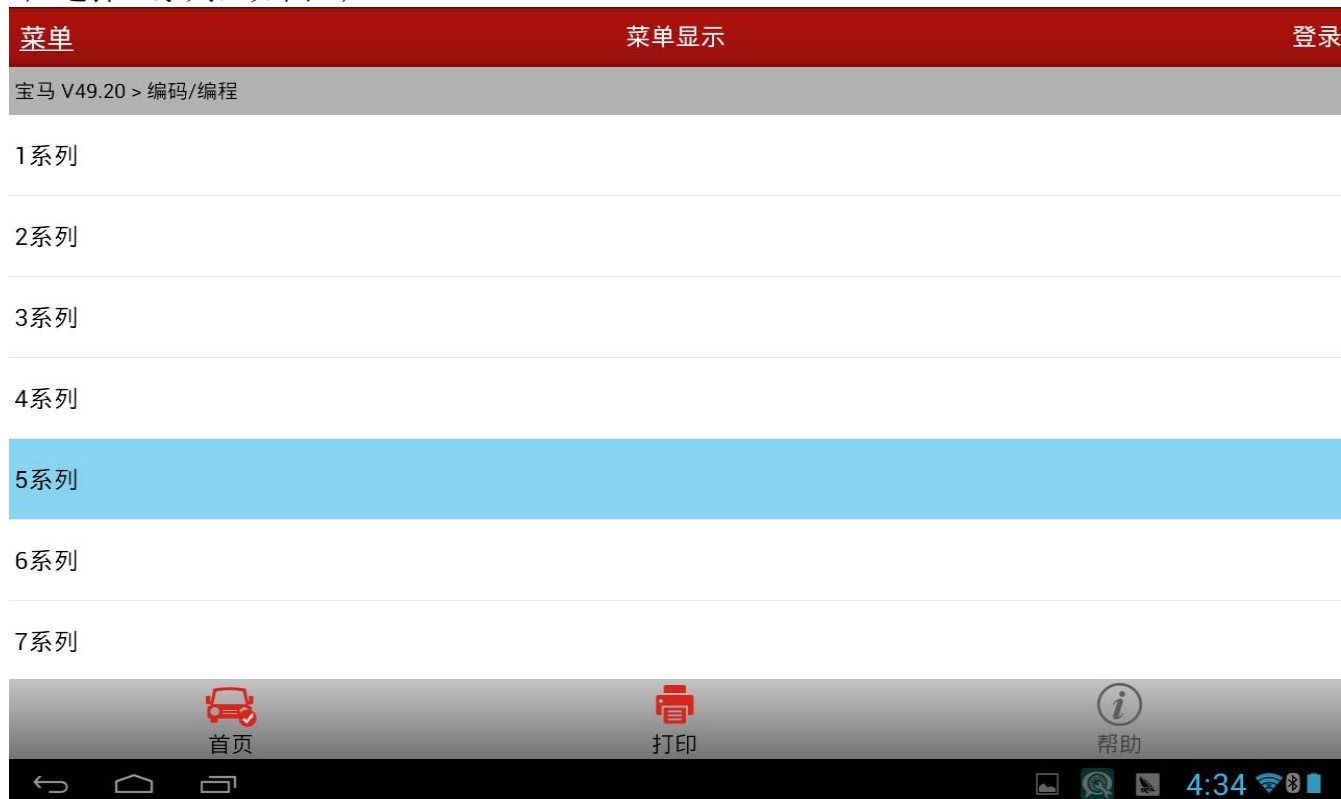 菜单 菜单显示 登录
宝马 V49.20 > 编码/编程
1系列
2系列
3系列
4系列
5系列
6系列
7系列
首页 打印 帮助
4:34